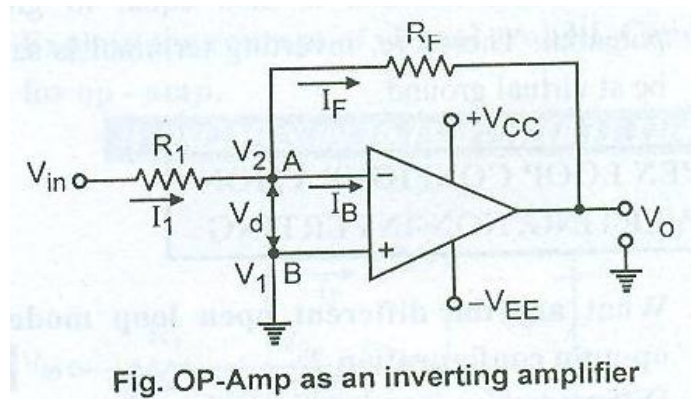 R_F
I_F
+V_CC
R_1
V_2 A
−
V_in
I_1
V_d
I_B
V_o
V_1 B
+
−V_EE
Fig. OP-Amp as an inverting amplifier